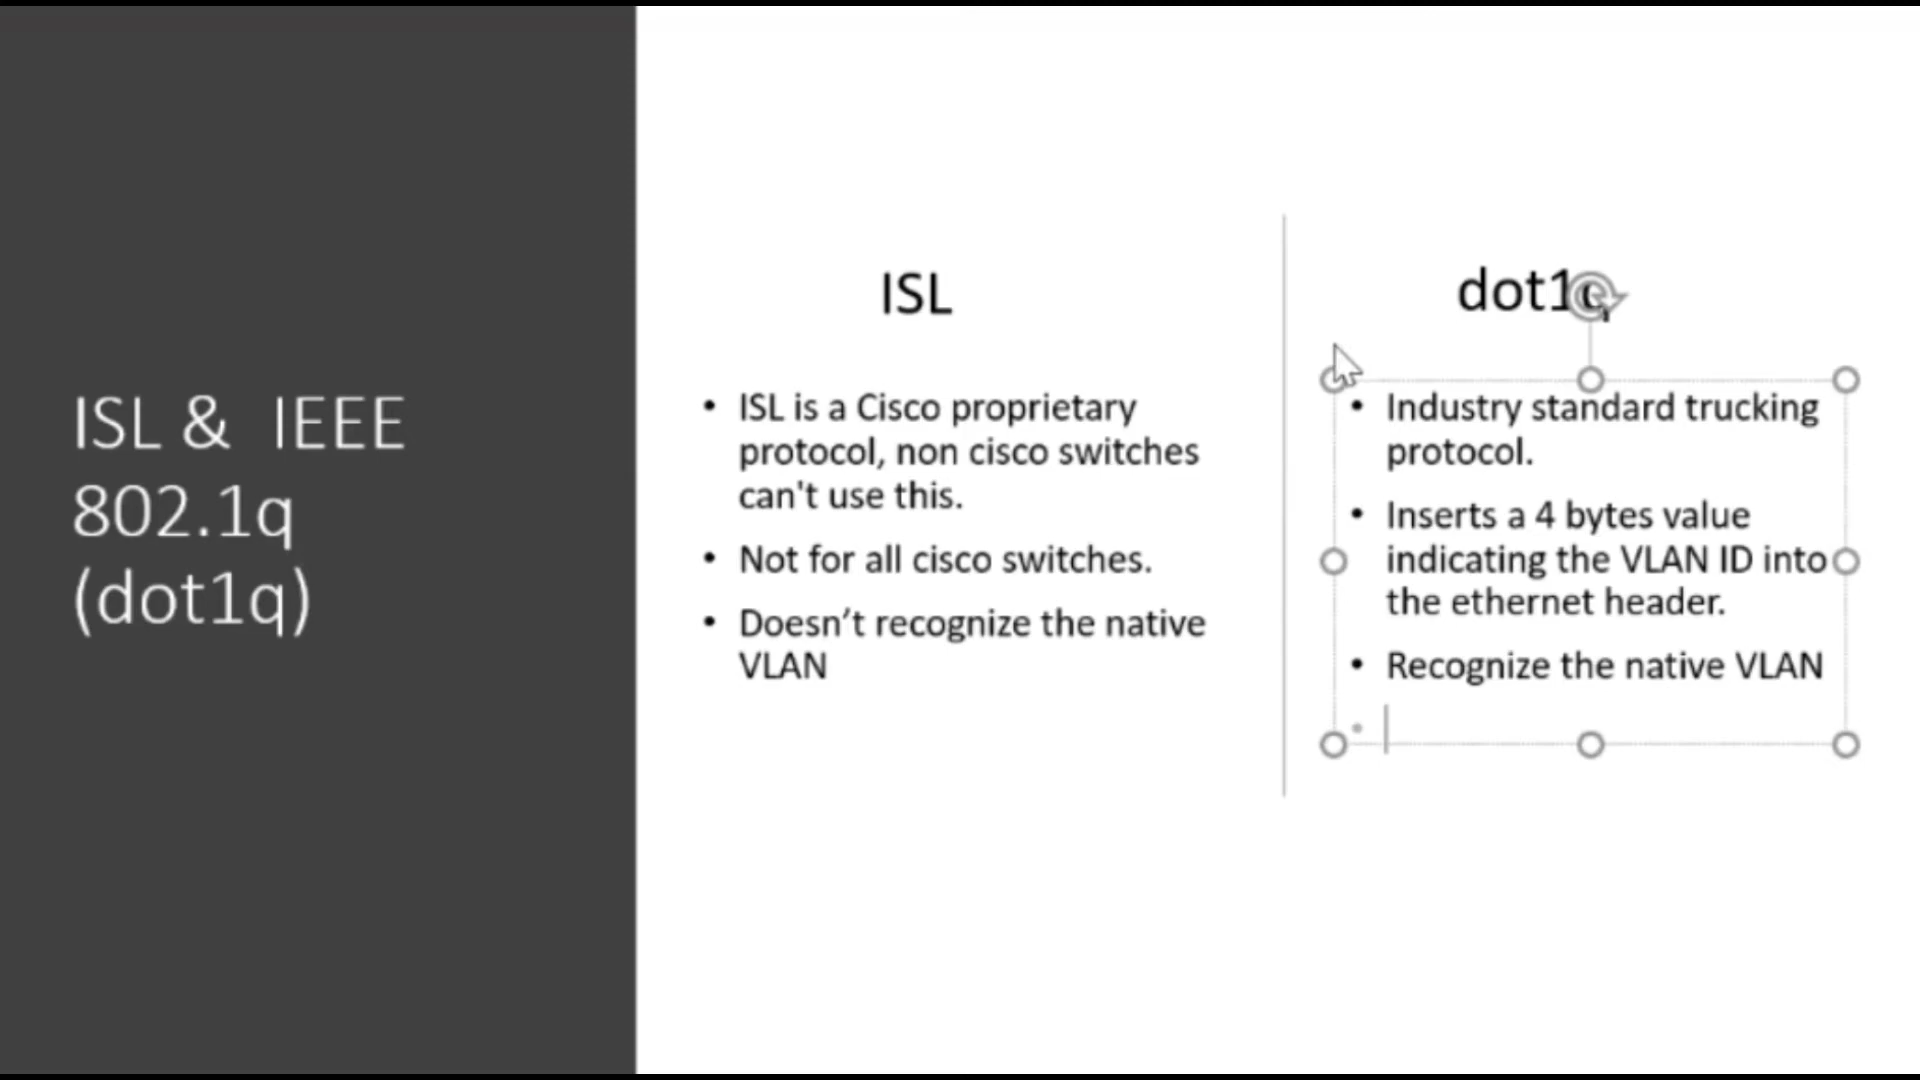 ISL & IEEE
802.1q
(dot1q)
ISL
• ISL is a Cisco proprietary
protocol, non cisco switches
can't use this.
• Not for all cisco switches.
• Doesn’t recognize the native
VLAN
dot1q
• Industry standard trucking
protocol.
• Inserts a 4 bytes value
indicating the VLAN ID into
the ethernet header.
• Recognize the native VLAN